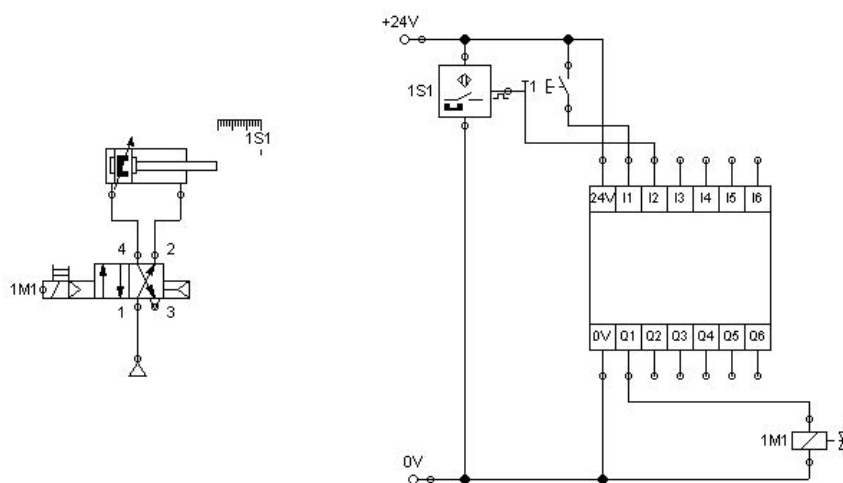 +24V
1S1
T1
1S1
4 2
1M1
1 3
24V I1 I2 I3 I4 I5 I6
0V Q1 Q2 Q3 Q4 Q5 Q6
1M1
0V